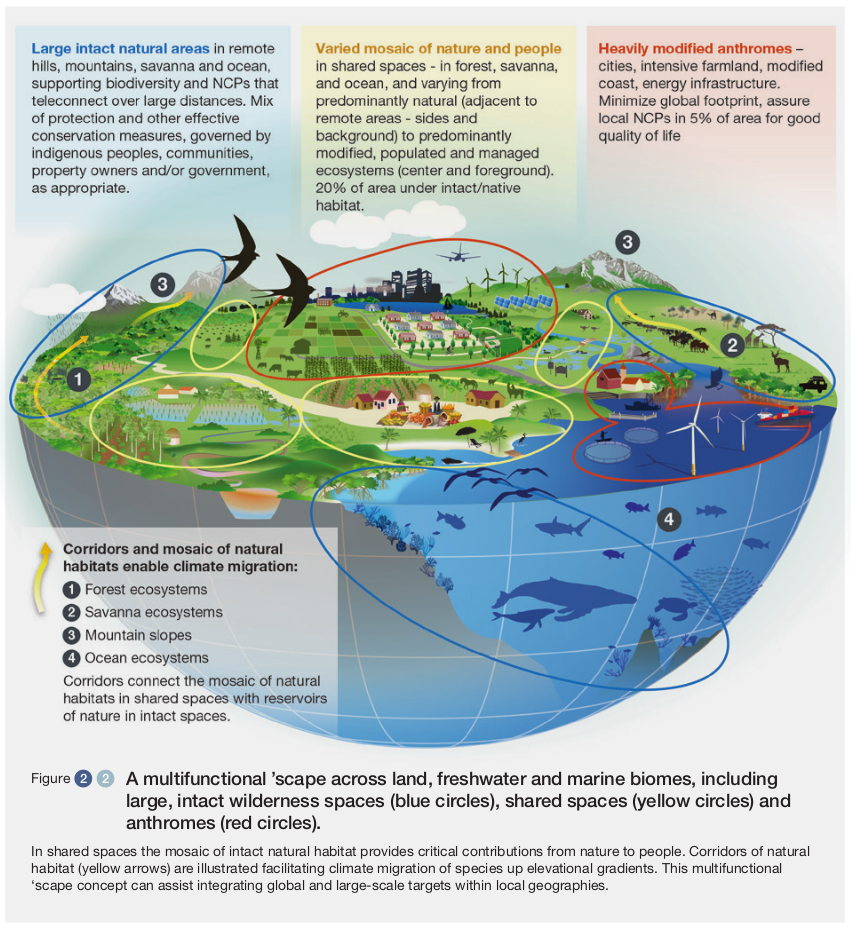 Large intact natural areas in remote
hills, mountains, savanna and ocean,
supporting biodiversity and NCPs that
teleconnect over large distances. Mix
of protection and other effective
conservation measures, governed by
indigenous peoples, communities,
property owners and/or government,
as appropriate.
Varied mosaic of nature and people
in shared spaces - in forest, savanna,
and ocean, and varying from
predominantly natural (adjacent to
remote areas - sides and
background) to predominantly
modified, populated and managed
ecosystems (center and foreground).
20% of area under intact/native
habitat.
Heavily modified anthromes –
cities, intensive farmland, modified
coast, energy infrastructure.
Minimize global footprint, assure
local NCPs in 5% of area for good
quality of life
3
3
2
1
4
Corridors and mosaic of natural
habitats enable climate migration:
1 Forest ecosystems
2 Savanna ecosystems
3 Mountain slopes
4 Ocean ecosystems
Corridors connect the mosaic of natural
habitats in shared spaces with reservoirs
of nature in intact spaces.
Figure 2 2 A multifunctional ’scape across land, freshwater and marine biomes, including
large, intact wilderness spaces (blue circles), shared spaces (yellow circles) and
anthromes (red circles).
In shared spaces the mosaic of intact natural habitat provides critical contributions from nature to people. Corridors of natural
habitat (yellow arrows) are illustrated facilitating climate migration of species up elevational gradients. This multifunctional
‘scape concept can assist integrating global and large-scale targets within local geographies.